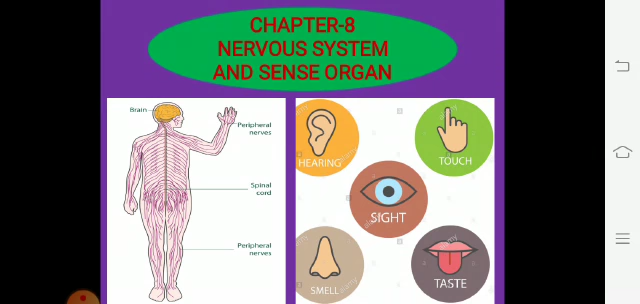 CHAPTER-8
NERVOUS SYSTEM
AND SENSE ORGAN
Brain
Peripheral
nerves
Spinal
cord
Peripheral
nerves
HEARING
TOUCH
SIGHT
SMELL
TASTE